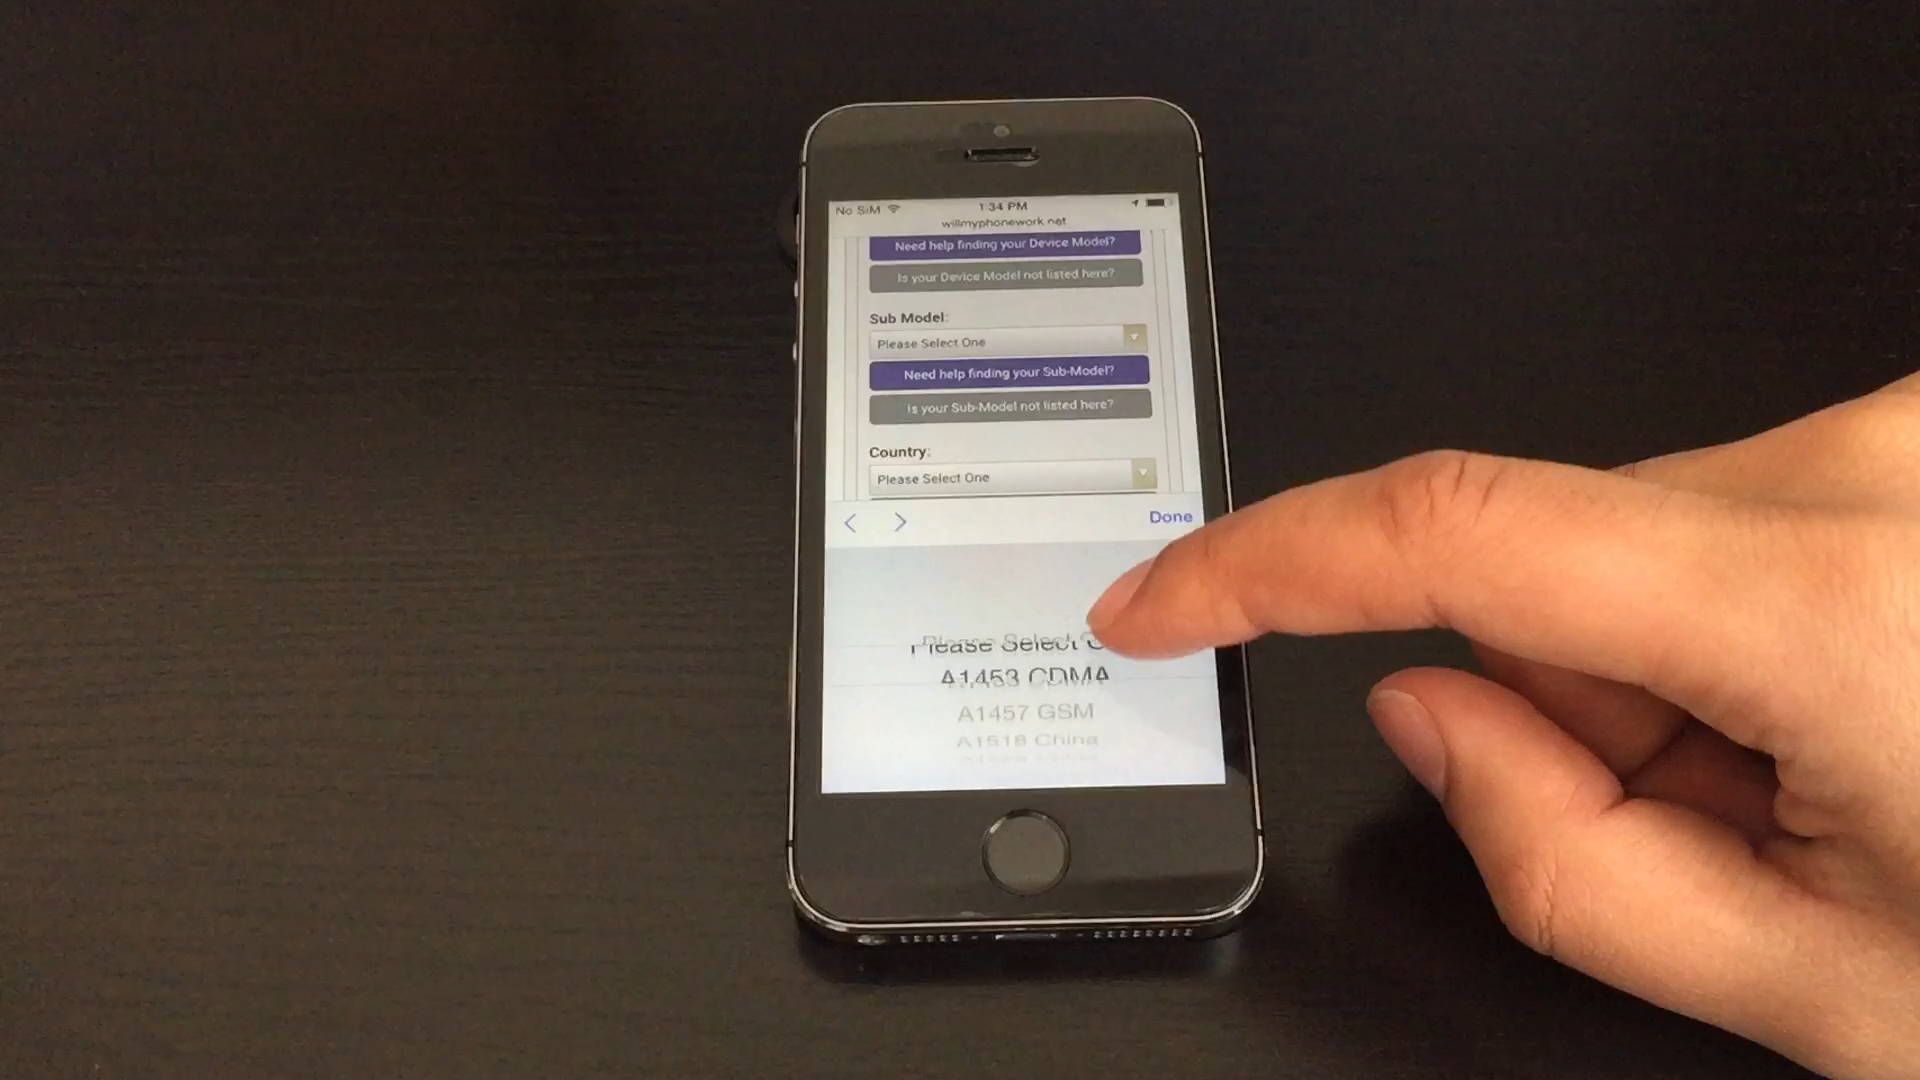 No SIM 1:34 PM
willmyphonework.net
Need help finding your Device Model?
Is your Device Model not listed here?
Sub Model:
Please Select One
Need help finding your Sub-Model?
Is your Sub-Model not listed here?
Country:
Please Select One
Done
Please Select
A1453 CDMA
A1457 GSM
A1518 China